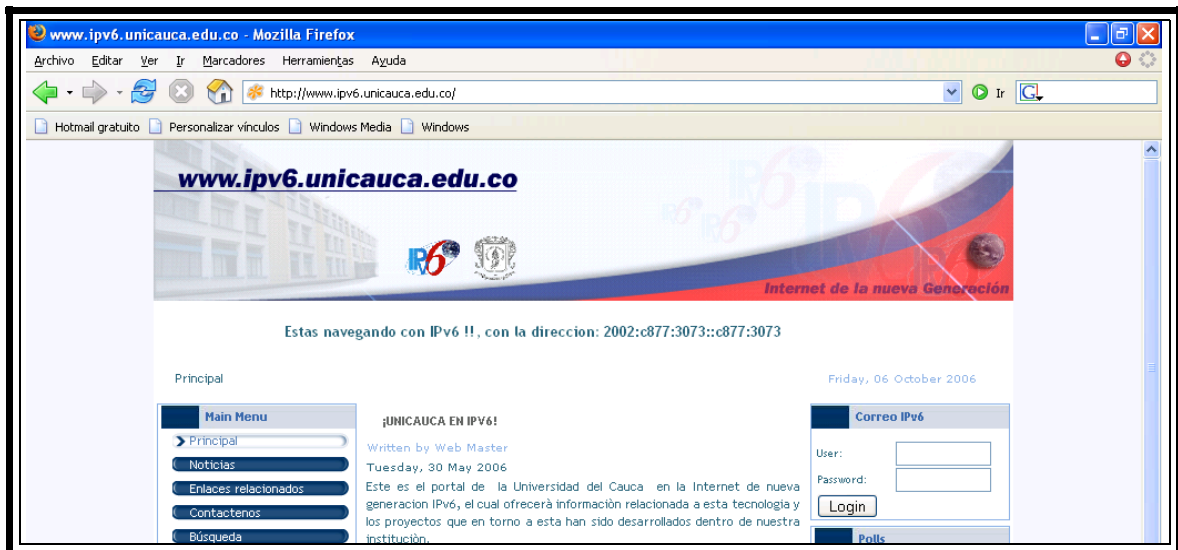 www.ipv6.unicauca.edu.co - Mozilla Firefox
Archivo Editar Ver Ir Marcadores Herramientas Ayuda
http://www.ipv6.unicauca.edu.co/ Ir G
Hotmail gratuito Personalizar vínculos Windows Media Windows
www.ipv6.unicauca.edu.co
IPv6
Internet de la nueva Generación
Estas navegando con IPv6 !!, con la direccion: 2002:c877:3073::c877:3073
Principal Friday, 06 October 2006
Main Menu
Principal
Noticias
Enlaces relacionados
Contactenos
Búsqueda
¡UNICAUCA EN IPV6!
Written by Web Master
Tuesday, 30 May 2006
Este es el portal de la Universidad del Cauca en la Internet de nueva
generacion IPv6, el cual ofrecerà informaciòn relacionada a esta tecnologia y
los proyectos que en torno a esta han sido desarrollados dentro de nuestra
instituciòn.
Correo IPv6
User:
Password:
Login
Polls